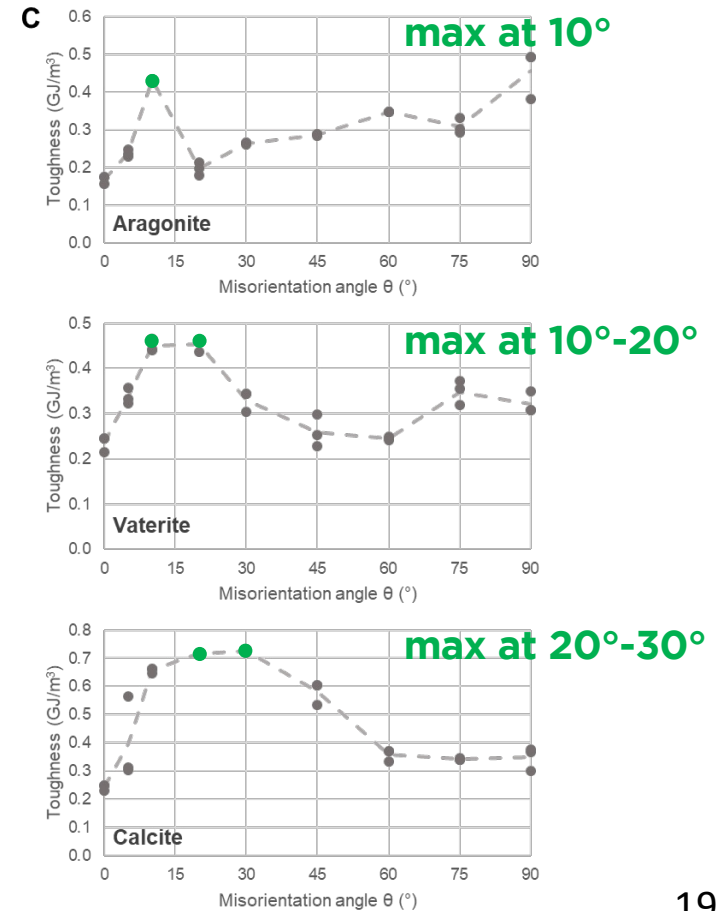 c
max at 10°
Toughness (GJ/m³)
0.6
0.5
0.4
0.3
0.2
0.1
0.0
Aragonite
0 15 30 45 60 75 90
Misorientation angle θ (°)
max at 10°-20°
Toughness (GJ/m³)
0.5
0.4
0.3
0.2
0.1
0.0
Vaterite
0 15 30 45 60 75 90
Misorientation angle θ (°)
max at 20°-30°
Toughness (GJ/m³)
0.8
0.7
0.6
0.5
0.4
0.3
0.2
0.1
0.0
Calcite
0 15 30 45 60 75 90
Misorientation angle θ (°)
19